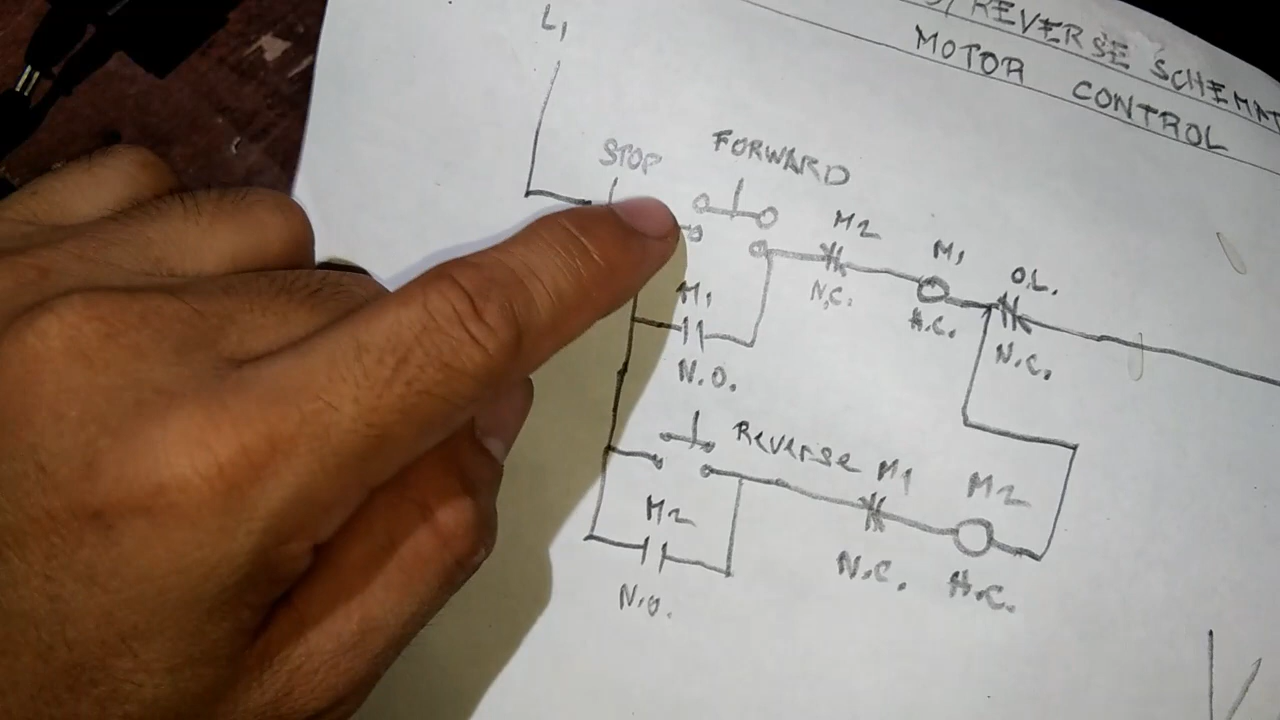 REVERSE SCHEMAT
MOTOR CONTROL
L1
STOP
FORWARD
M2
N.C.
M1
H.C.
O.L.
N.C.
M1
N.O.
Reverse
M1
N.C.
M2
H.C.
M2
N.O.